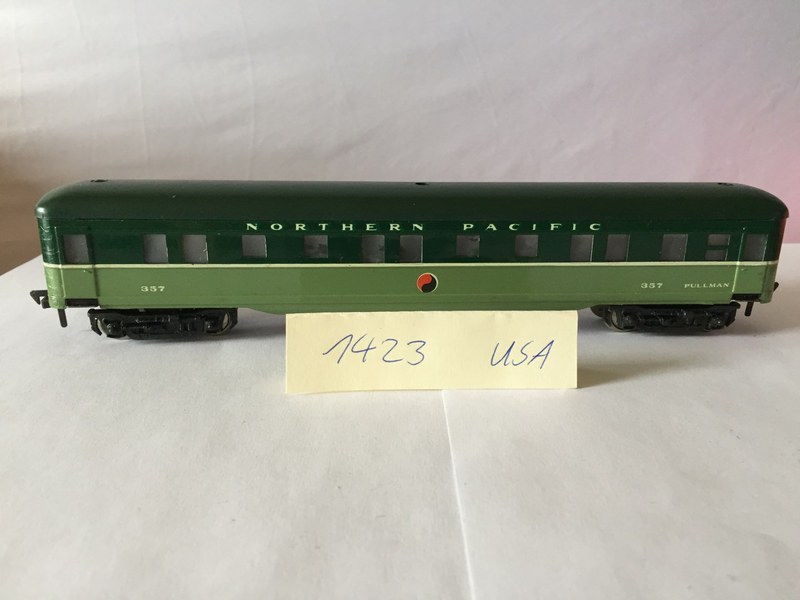 NORTHERN PACIFIC
357 357 PULLMAN
1423 USA